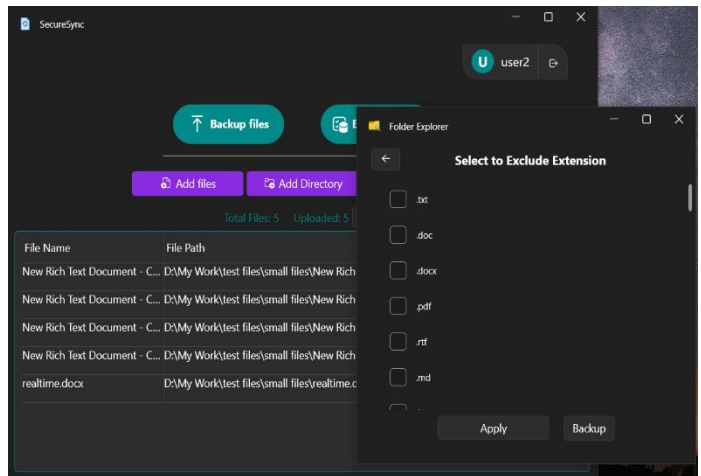 SecureSync
U user2
Backup files
Add files
Add Directory
Total Files: 5 Uploaded: 5
File Name File Path
New Rich Text Document - C... D:\My Work\test files\small files\New Rich
New Rich Text Document - C... D:\My Work\test files\small files\New Rich
New Rich Text Document - C... D:\My Work\test files\small files\New Rich
New Rich Text Document - C... D:\My Work\test files\small files\New Rich
realtime.docx D:\My Work\test files\small files\realtime.c
Folder Explorer
Select to Exclude Extension
.txt
.doc
.docx
.pdf
.rtf
.md
Apply Backup